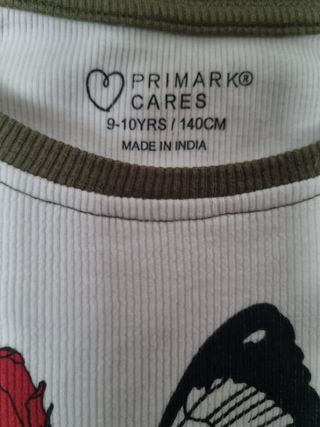 PRIMARK®
CARES
9-10YRS / 140CM
MADE IN INDIA